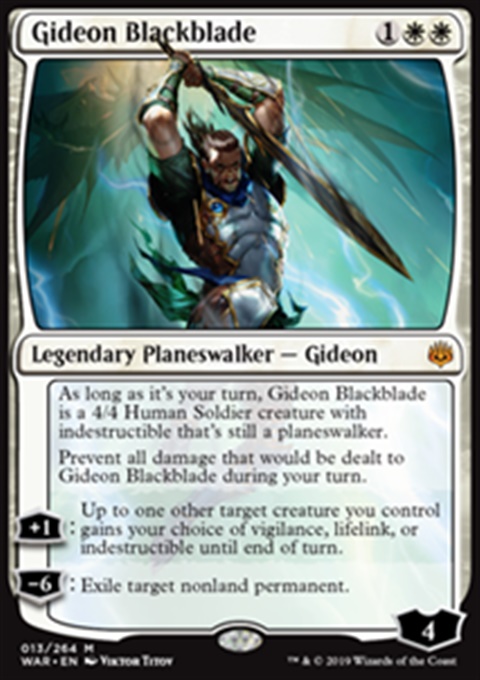 Gideon Blackblade 1
Legendary Planeswalker — Gideon
As long as it's your turn, Gideon Blackblade
is a 4/4 Human Soldier creature with
indestructible that's still a planeswalker.
Prevent all damage that would be dealt to
Gideon Blackblade during your turn.
Up to one other target creature you control
+1: gains your choice of vigilance, lifelink, or
indestructible until end of turn.
-6: Exile target nonland permanent.
4
013/264 M
WAR • EN Viktor Titov
™ & © 2019 Wizards of the Coast